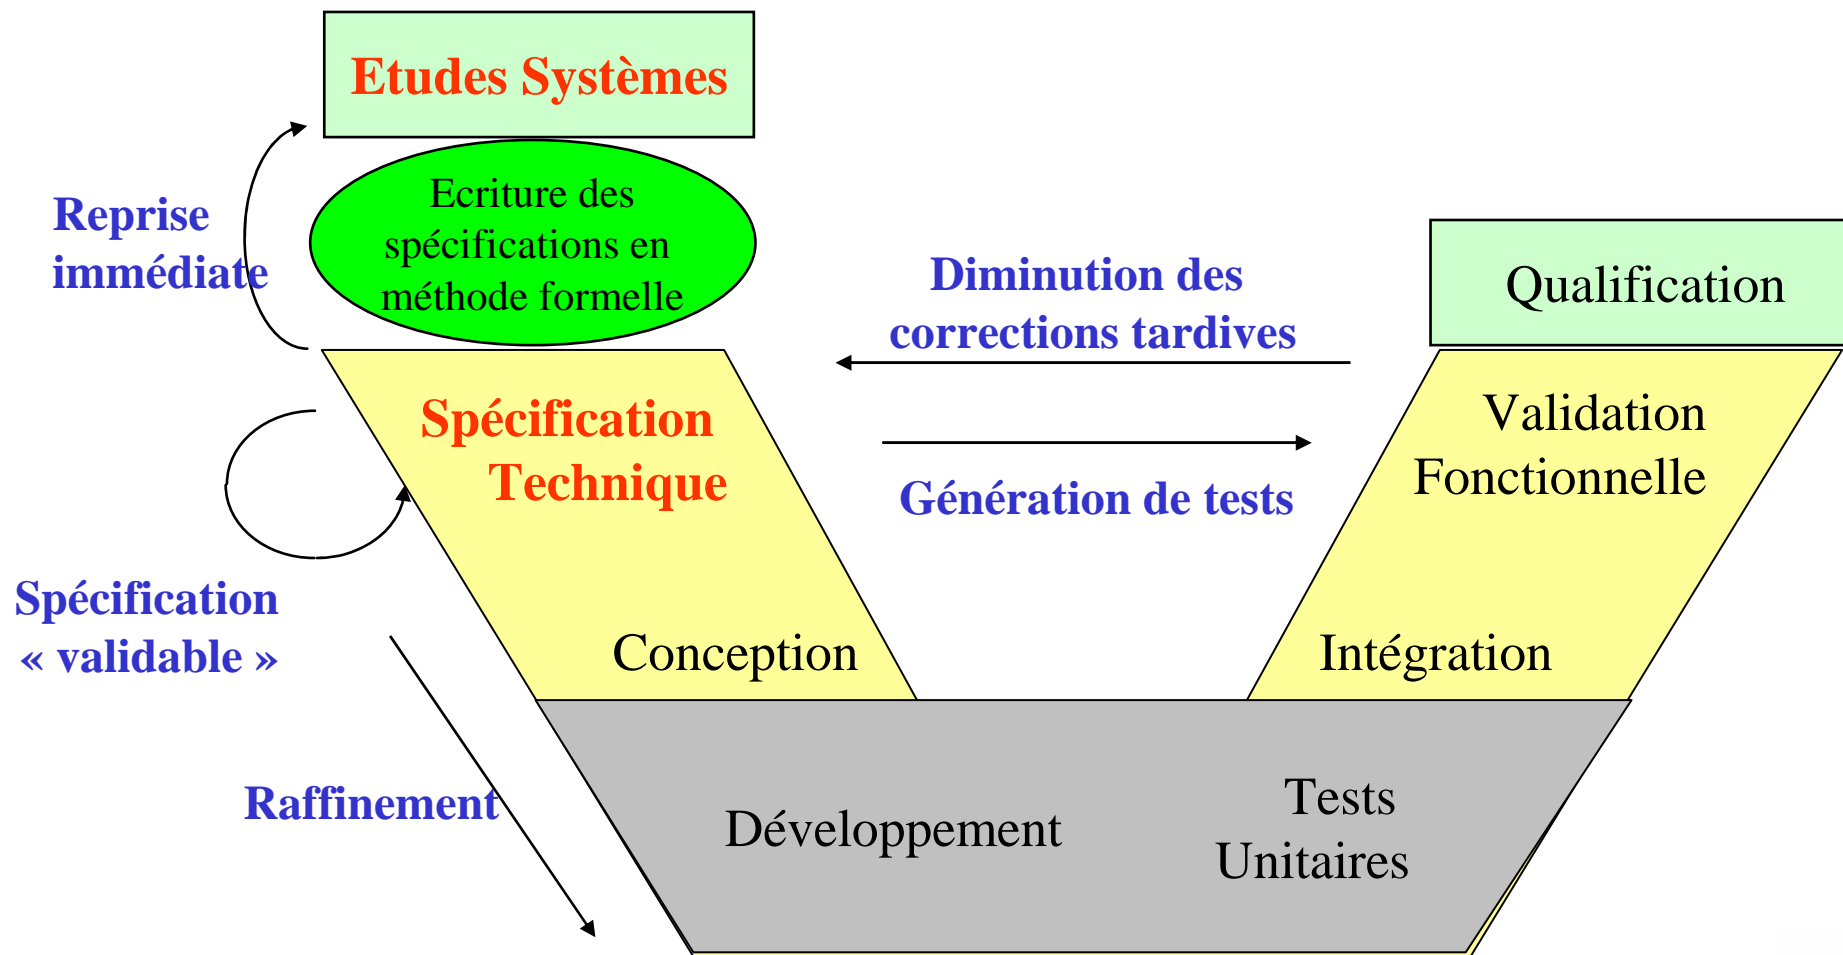 Etudes Systèmes
Ecriture des
spécifications en
méthode formelle
Reprise
immédiate
Diminution des
corrections tardives
Qualification
Spécification
Technique
Validation
Fonctionnelle
Génération de tests
Spécification
« validable »
Conception
Intégration
Raffinement
Développement
Tests
Unitaires